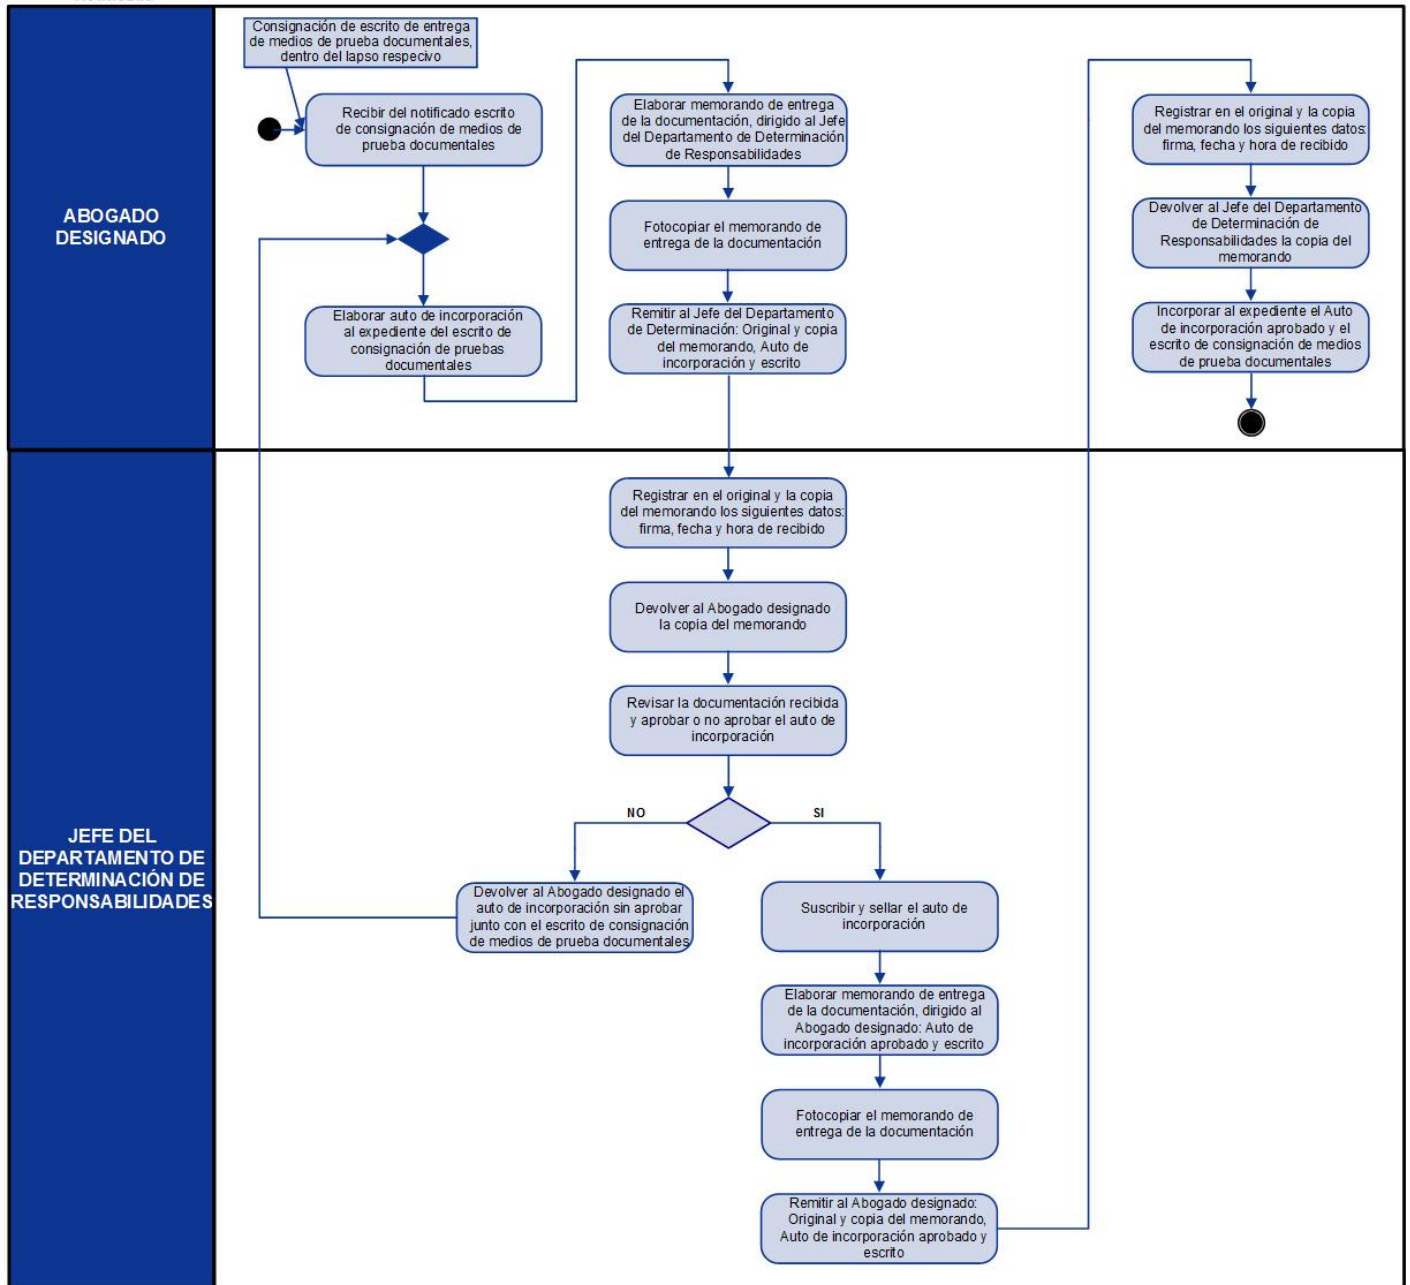 Consignación de escrito de entrega
de medios de prueba documentales,
dentro del lapso respecivo
Recibir del notificado escrito
de consignación de medios de
prueba documentales
Elaborar auto de incorporación
al expediente del escrito de
consignación de pruebas
documentales
Elaborar memorando de entrega
de la documentación, dirigido al Jefe
del Departamento de Determinación
de Responsabilidades
Fotocopiar el memorando de
entrega de la documentación
Remitir al Jefe del Departamento
de Determinación: Original y copia
del memorando, Auto de
incorporación y escrito
Registrar en el original y la copia
del memorando los siguientes datos:
firma, fecha y hora de recibido
Devolver al Jefe del Departamento
de Determinación de
Responsabilidades la copia del
memorando
Incorporar al expediente el Auto
de incorporación aprobado y el
escrito de consignación de medios
de prueba documentales
ABOGADO
DESIGNADO
Registrar en el original y la copia
del memorando los siguientes datos:
firma, fecha y hora de recibido
Devolver al Abogado designado
la copia del memorando
Revisar la documentación recibida
y aprobar o no aprobar el auto de
incorporación
NO
SI
JEFE DEL
DEPARTAMENTO DE
DETERMINACIÓN DE
RESPONSABILIDADES
Devolver al Abogado designado el
auto de incorporación sin aprobar
junto con el escrito de consignación
de medios de prueba documentales
Suscribir y sellar el auto de
incorporación
Elaborar memorando de entrega
de la documentación, dirigido al
Abogado designado: Auto de
incorporación aprobado y escrito
Fotocopiar el memorando de
entrega de la documentación
Remitir al Abogado designado:
Original y copia del memorando,
Auto de incorporación aprobado y
escrito